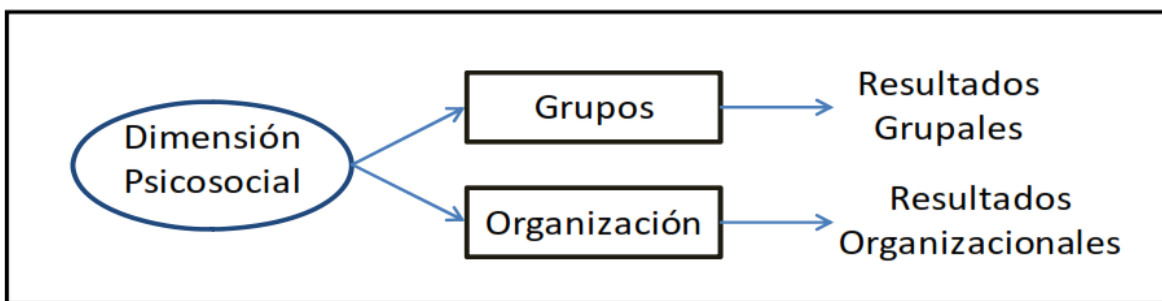 Dimensión
Psicosocial
Grupos
Resultados
Grupales
Organización
Resultados
Organizacionales